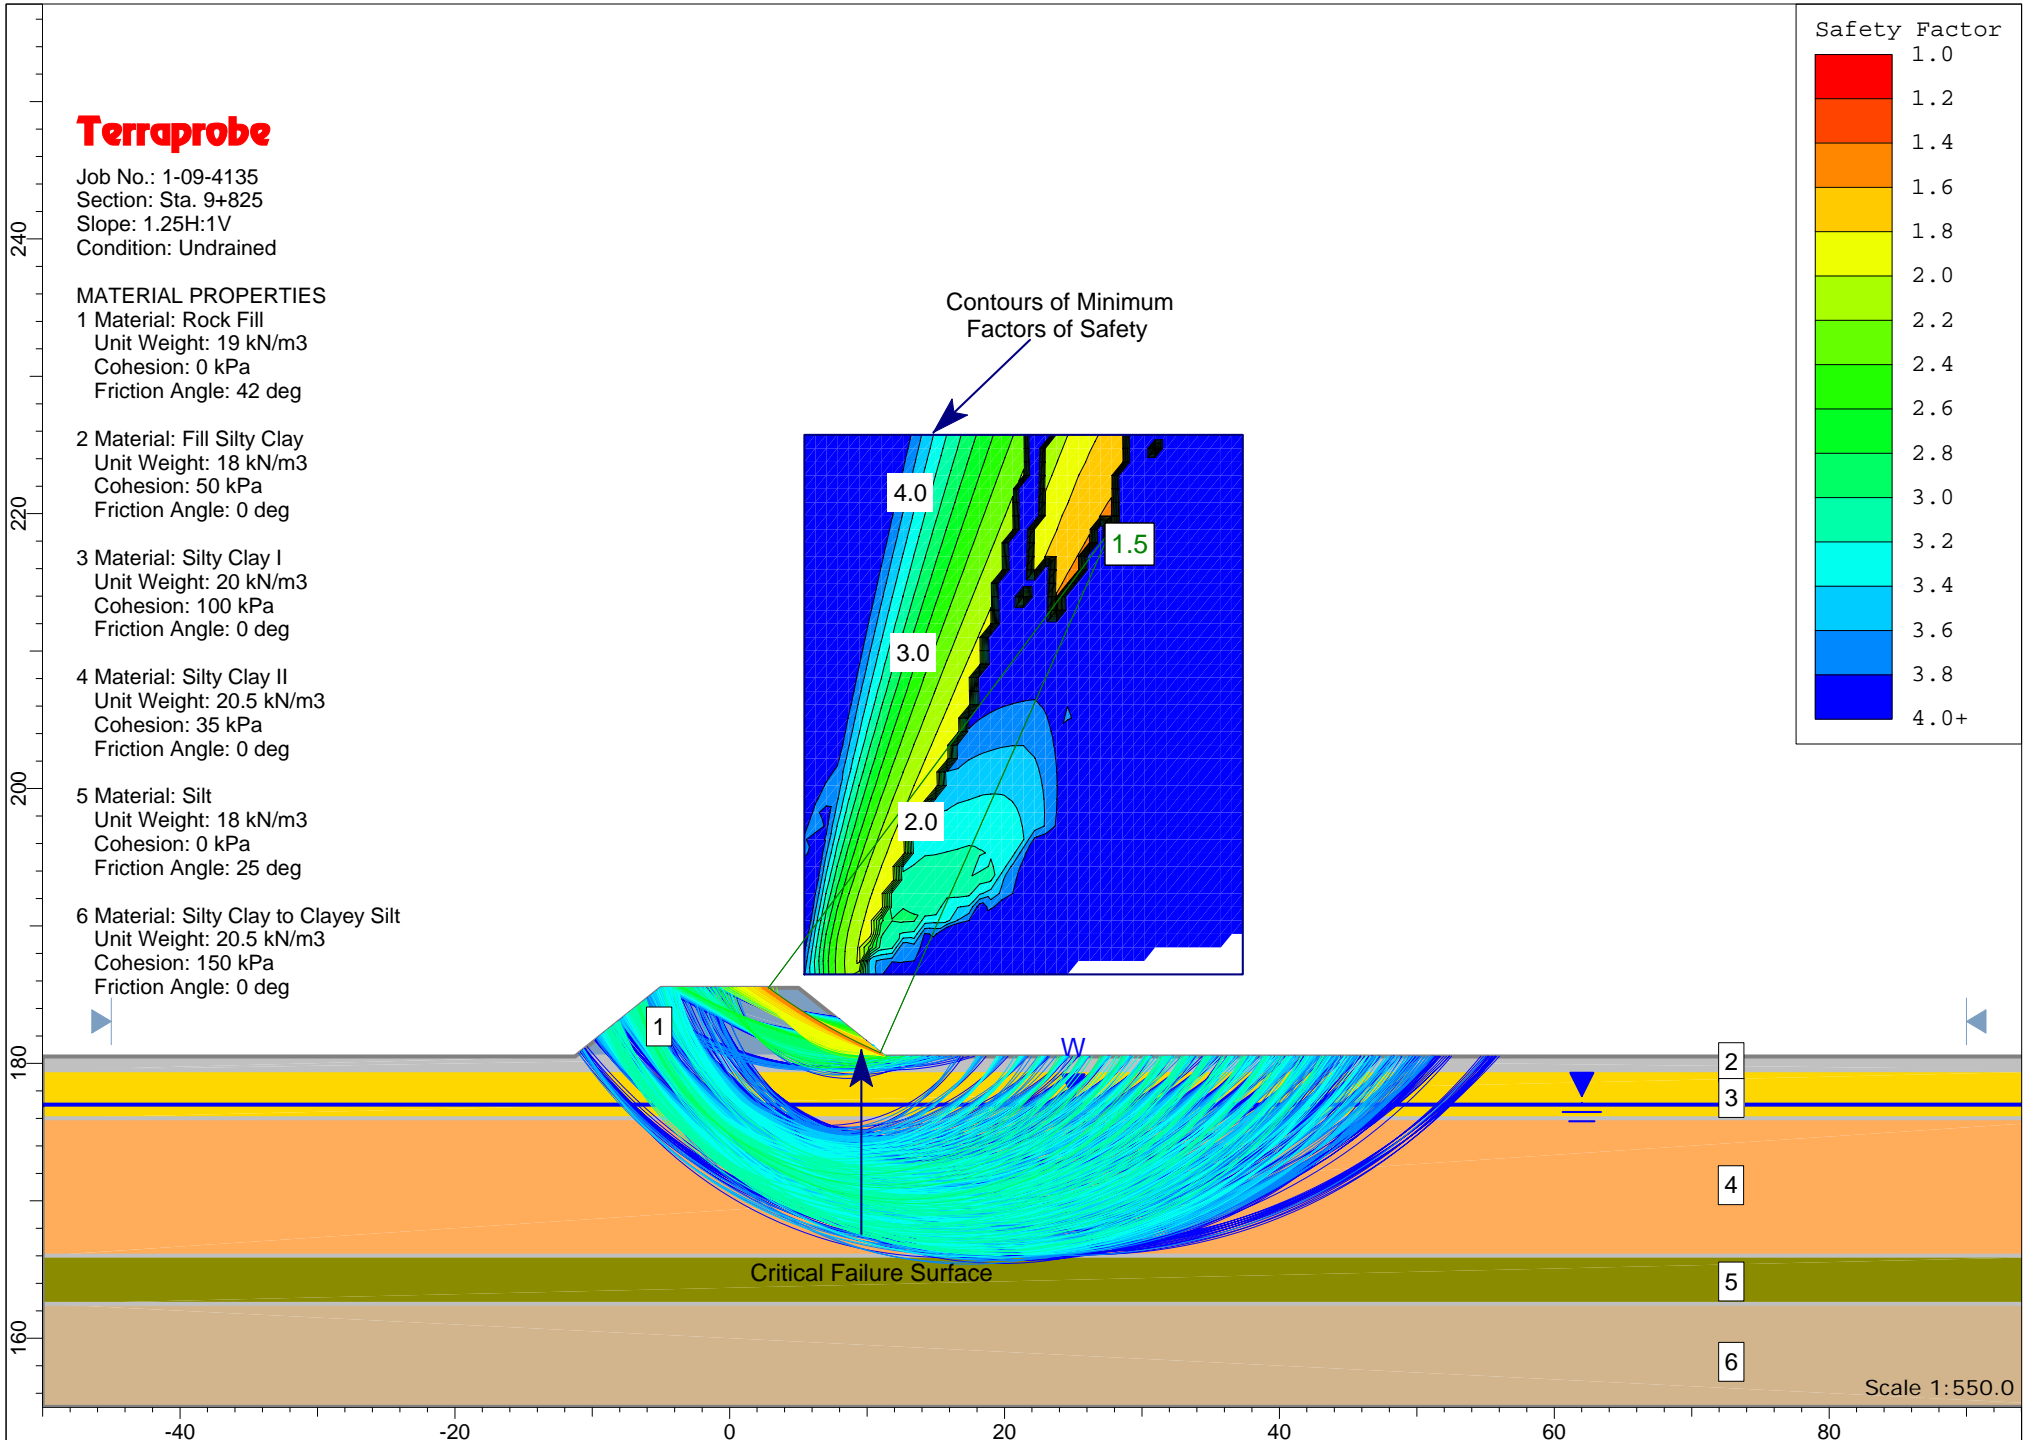 Terraprobe
Job No.: 1-09-4135
Section: Sta. 9+825
Slope: 1.25H:1V
Condition: Undrained
MATERIAL PROPERTIES
1 Material: Rock Fill
Unit Weight: 19 kN/m3
Cohesion: 0 kPa
Friction Angle: 42 deg
2 Material: Fill Silty Clay
Unit Weight: 18 kN/m3
Cohesion: 50 kPa
Friction Angle: 0 deg
3 Material: Silty Clay I
Unit Weight: 20 kN/m3
Cohesion: 100 kPa
Friction Angle: 0 deg
4 Material: Silty Clay II
Unit Weight: 20.5 kN/m3
Cohesion: 35 kPa
Friction Angle: 0 deg
5 Material: Silt
Unit Weight: 18 kN/m3
Cohesion: 0 kPa
Friction Angle: 25 deg
6 Material: Silty Clay to Clayey Silt
Unit Weight: 20.5 kN/m3
Cohesion: 150 kPa
Friction Angle: 0 deg
Contours of Minimum
Factors of Safety
4.0
3.0
2.0
1.5
Safety Factor
1.0
1.2
1.4
1.6
1.8
2.0
2.2
2.4
2.6
2.8
3.0
3.2
3.4
3.6
3.8
4.0+
240
220
200
180
160
1
W
2
3
4
5
6
Critical Failure Surface
Scale 1:550.0
-40
-20
0
20
40
60
80